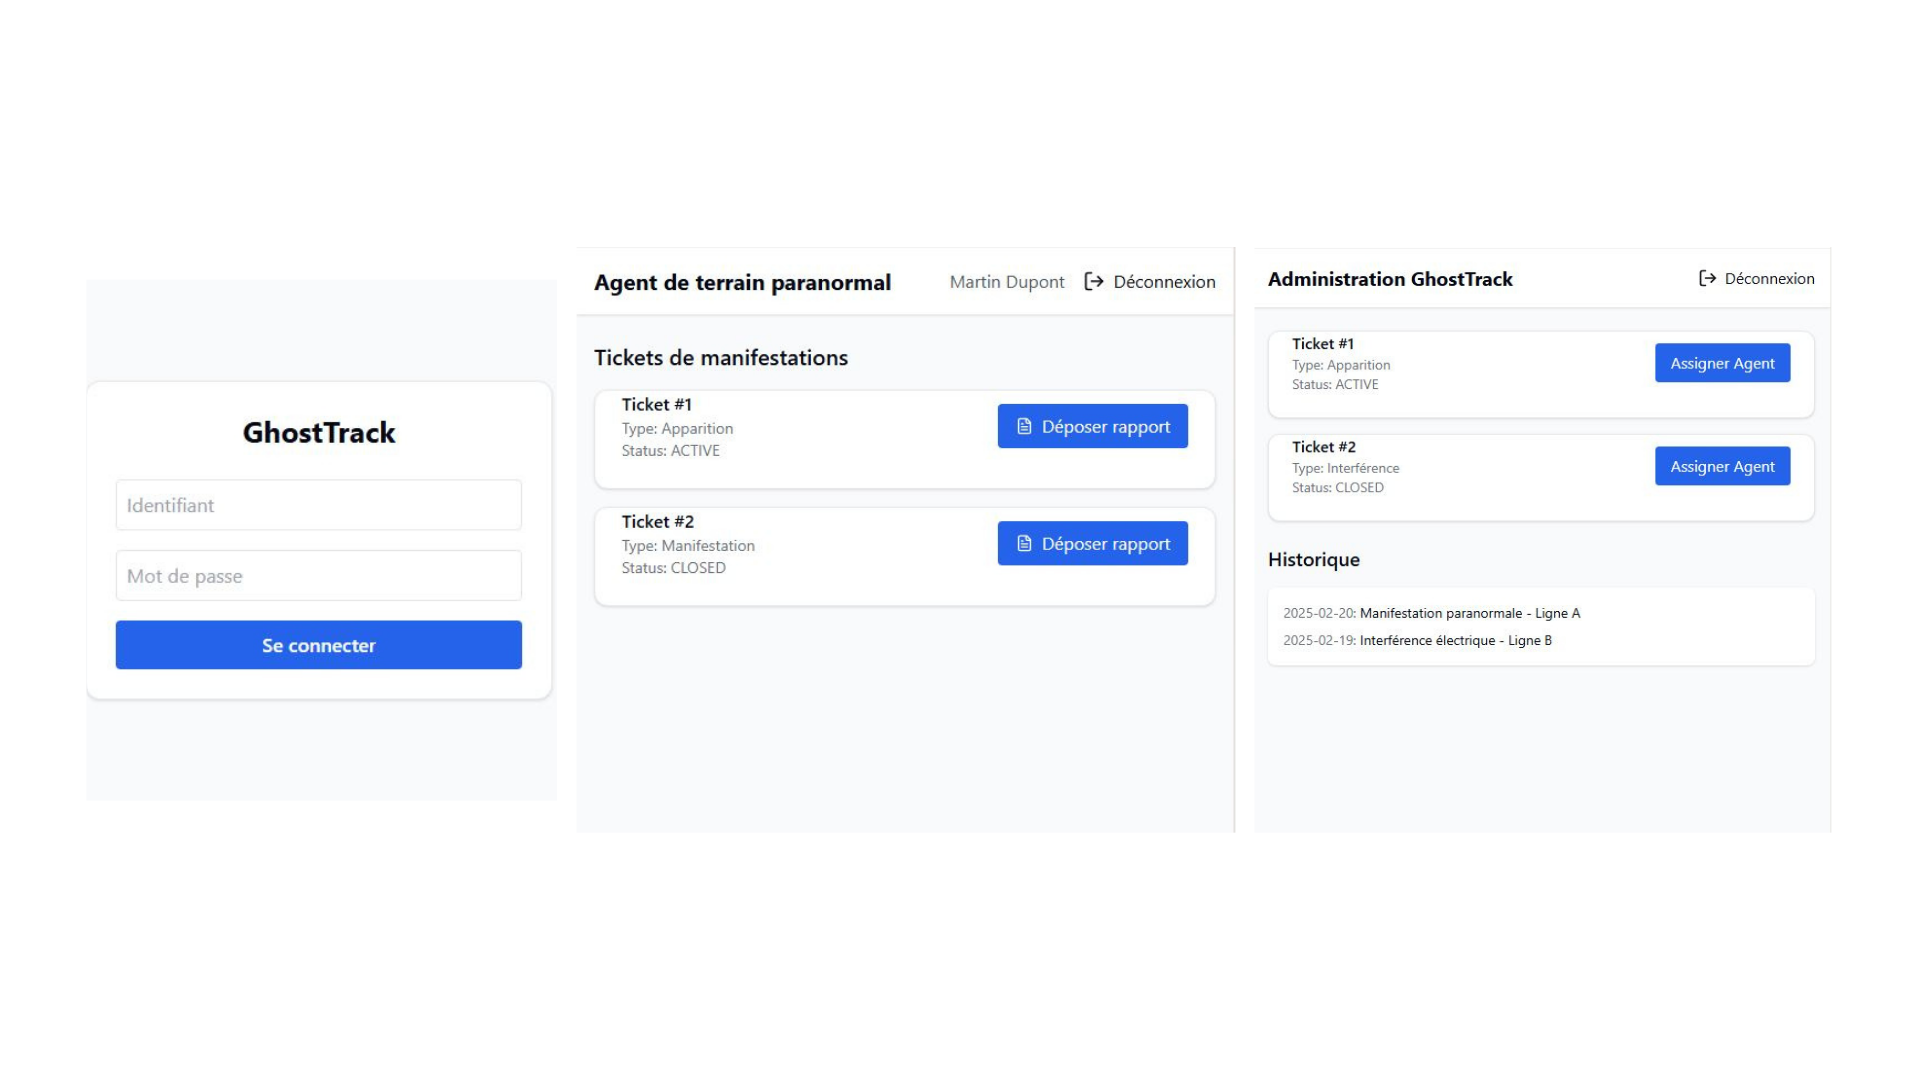 GhostTrack
Identifiant
Mot de passe
Se connecter
Agent de terrain paranormal
Martin Dupont
Déconnexion
Tickets de manifestations
Ticket #1
Type: Apparition
Status: ACTIVE
Déposer rapport
Ticket #2
Type: Manifestation
Status: CLOSED
Déposer rapport
Administration GhostTrack
Déconnexion
Ticket #1
Type: Apparition
Status: ACTIVE
Assigner Agent
Ticket #2
Type: Interférence
Status: CLOSED
Assigner Agent
Historique
2025-02-20: Manifestation paranormale - Ligne A
2025-02-19: Interférence électrique - Ligne B